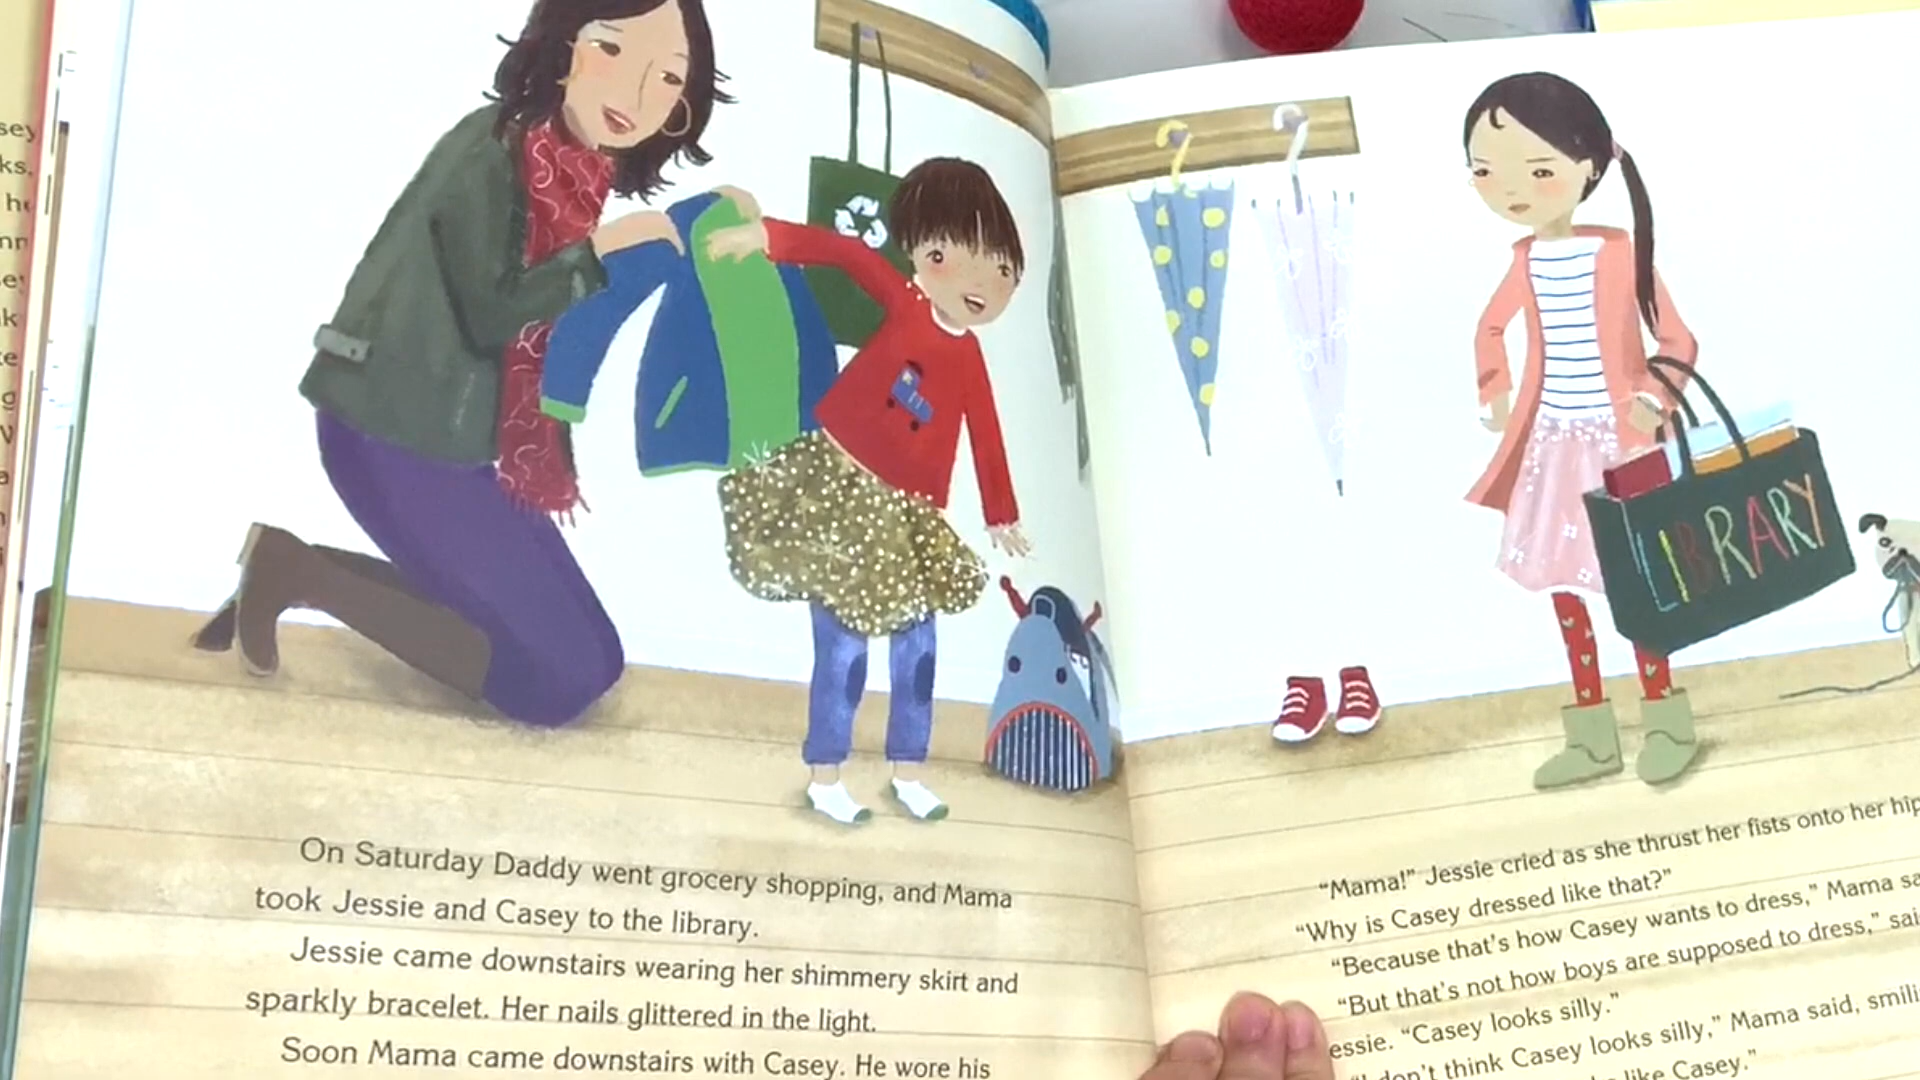 On Saturday Daddy went grocery shopping, and Mama
took Jessie and Casey to the library.
Jessie came downstairs wearing her shimmery skirt and
sparkly bracelet. Her nails glittered in the light.
Soon Mama came downstairs with Casey. He wore his
LIBRARY
“Mama!” Jessie cried as she thrust her fists onto her
“Why is Casey dressed like that?”
“Because that’s how Casey wants to dress,” Mama
“But that’s not how boys are supposed to dress,”
essie. “Casey looks silly.”
don’t think Casey looks silly,” Mama said,
like Casey.”